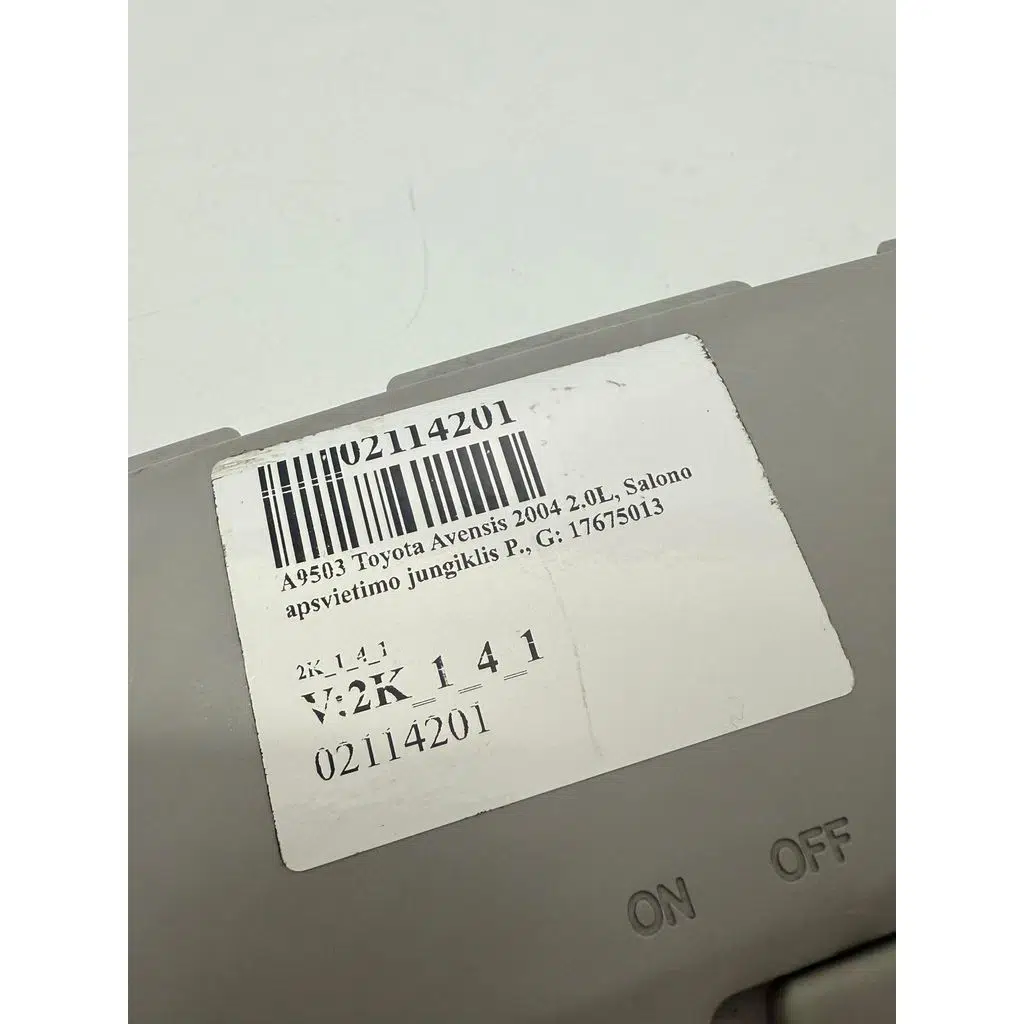 02114201
A9503 Toyota Avensis 2004 2.0L, Salono
apsvietimo jungiklis P., G: 17675013
2K_1_4_1
V:2K_1_4_1
02114201
ON OFF